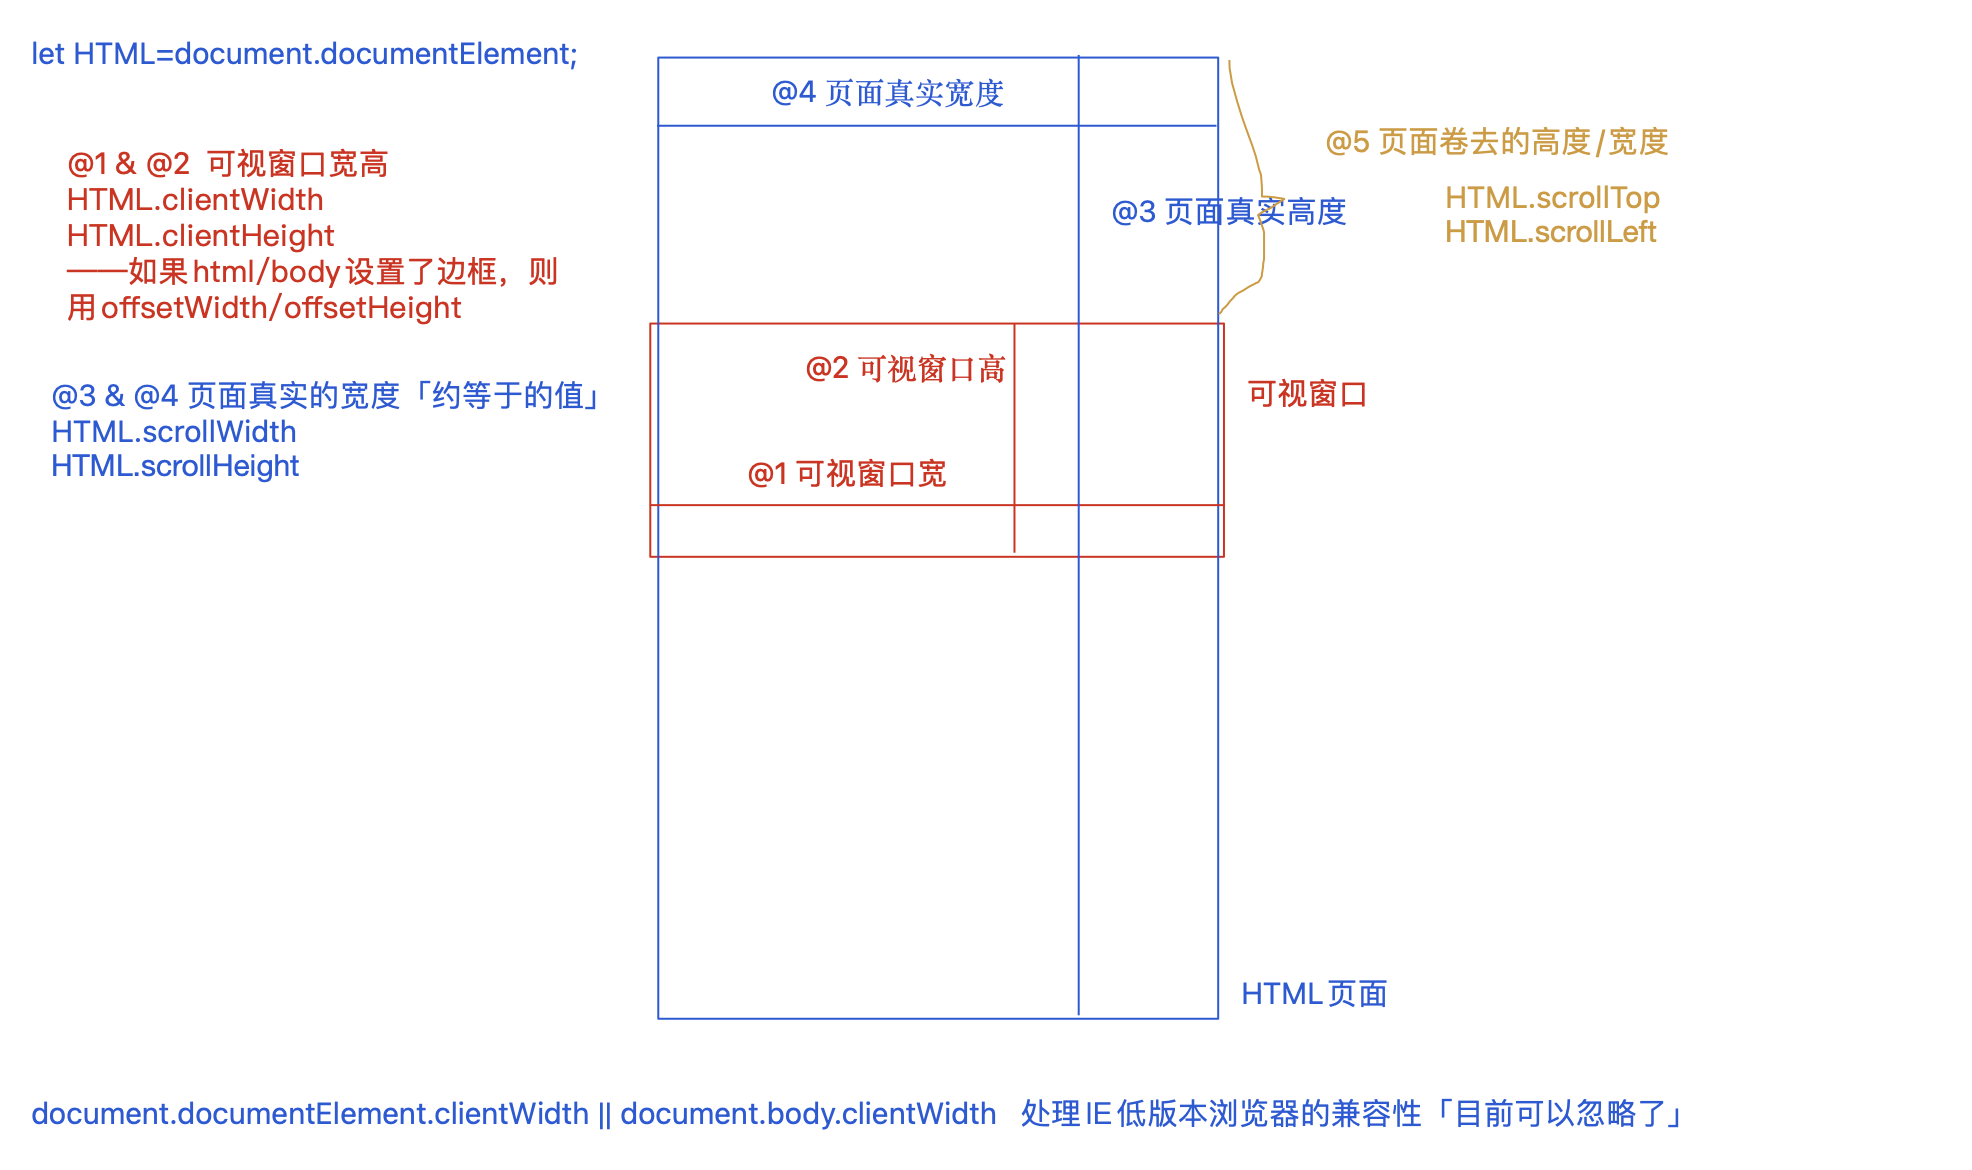 let HTML=document.documentElement;
@4 页面真实宽度
@5 页面卷去的高度/宽度
HTML.scrollTop
HTML.scrollLeft
@1 & @2 可视窗口宽高
HTML.clientWidth
HTML.clientHeight
——如果html/body设置了边框，则
用offsetWidth/offsetHeight
@3 页面真实高度
@3 & @4 页面真实的宽度「约等于的值」
HTML.scrollWidth
HTML.scrollHeight
@2 可视窗口高
可视窗口
@1 可视窗口宽
HTML页面
document.documentElement.clientWidth || document.body.clientWidth 处理IE低版本浏览器的兼容性「目前可以忽略了」